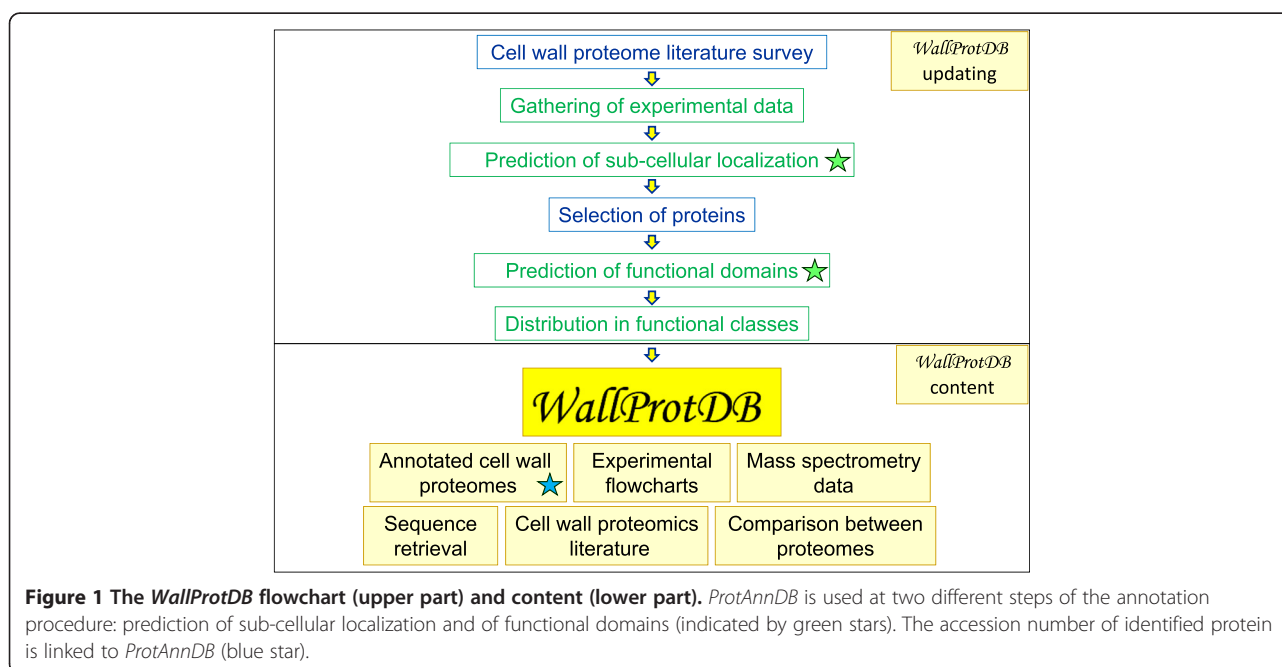 Cell wall proteome literature survey
WallProtDB
updating
Gathering of experimental data
Prediction of sub-cellular localization
Selection of proteins
Prediction of functional domains
Distribution in functional classes
WallProtDB
content
WallProtDB
Annotated cell wall
proteomes
Experimental
flowcharts
Mass spectrometry
data
Sequence
retrieval
Cell wall proteomics
literature
Comparison between
proteomes
Figure 1 The WallProtDB flowchart (upper part) and content (lower part). ProtAnnDB is used at two different steps of the annotation
procedure: prediction of sub-cellular localization and of functional domains (indicated by green stars). The accession number of identified protein
is linked to ProtAnnDB (blue star).